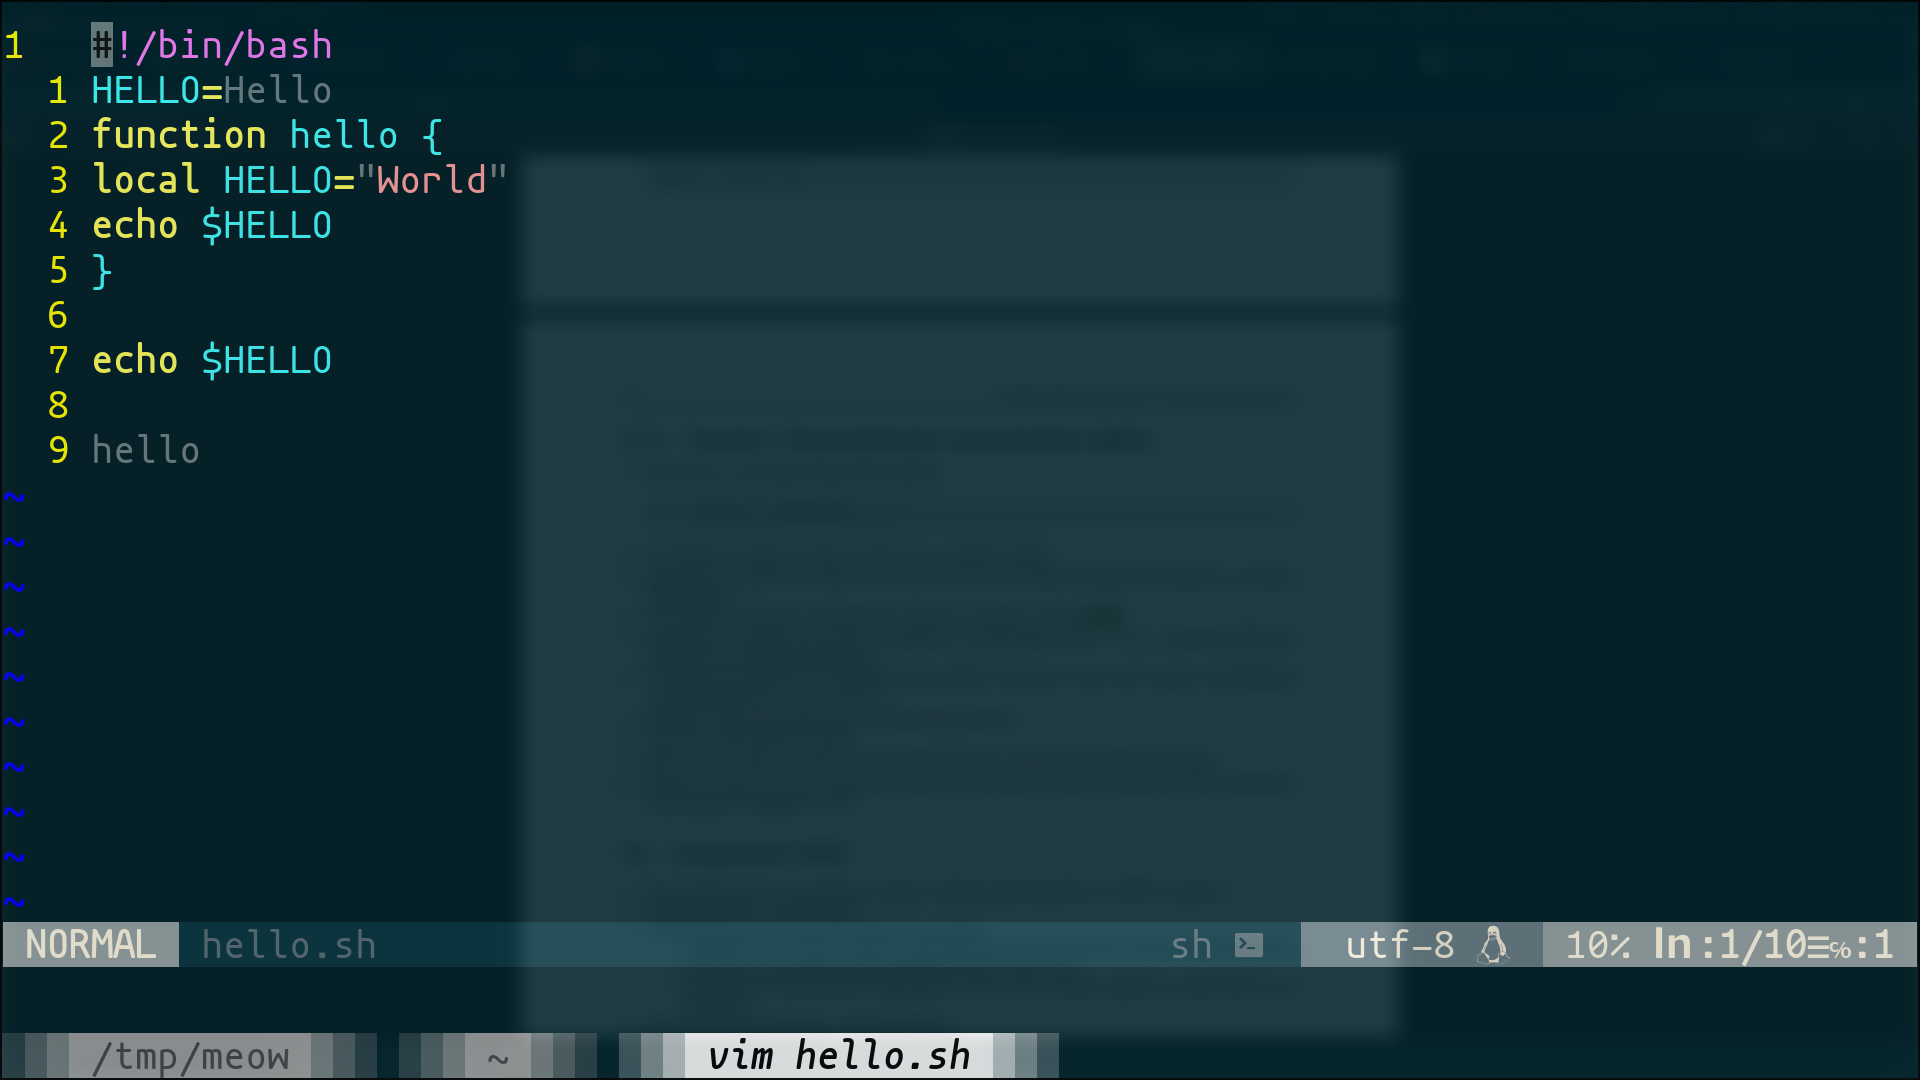 1 #!/bin/bash
1 HELLO=Hello
2 function hello {
3 local HELLO="World"
4 echo $HELLO
5 }
6
7 echo $HELLO
8
9 hello
~
~
~
~
~
~
~
~
~
~
NORMAL hello.sh sh utf-8 10% ln:1/10≡℅:1
/tmp/meow ~ vim hello.sh